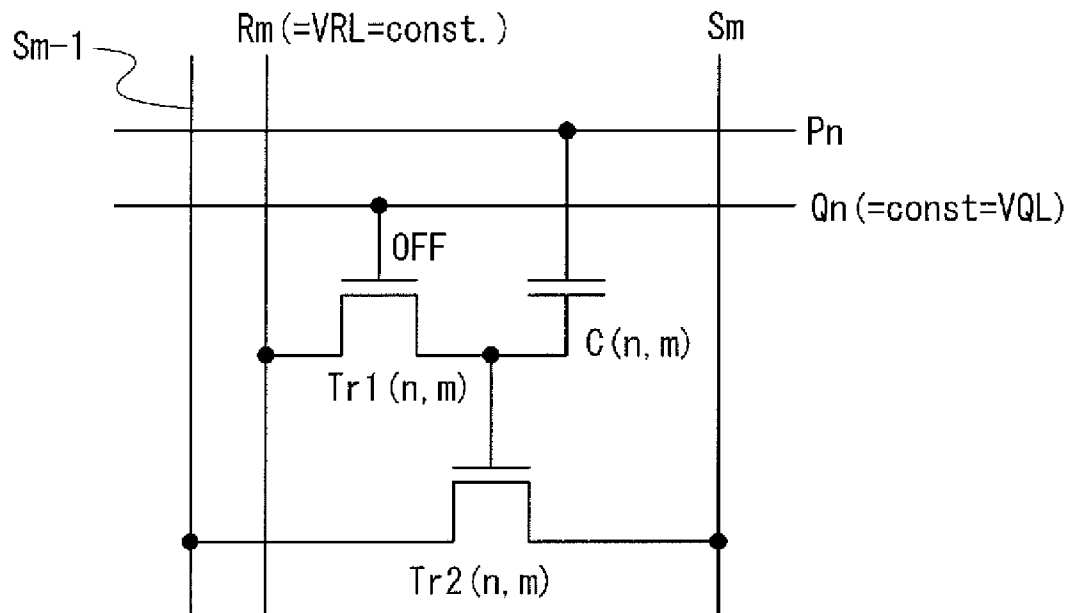 Rm(=VRL=const.)
Sm
Sm-1
Pn
Qn(=const=VQL)
OFF
C(n,m)
Tr1(n,m)
Tr2(n,m)